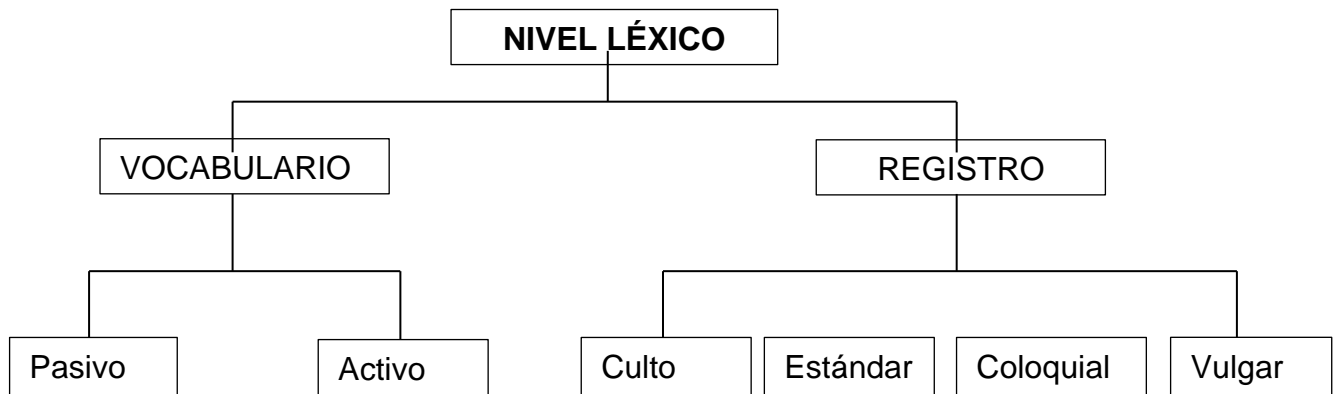 NIVEL LÉXICO
VOCABULARIO
REGISTRO
Pasivo
Activo
Culto
Estándar
Coloquial
Vulgar